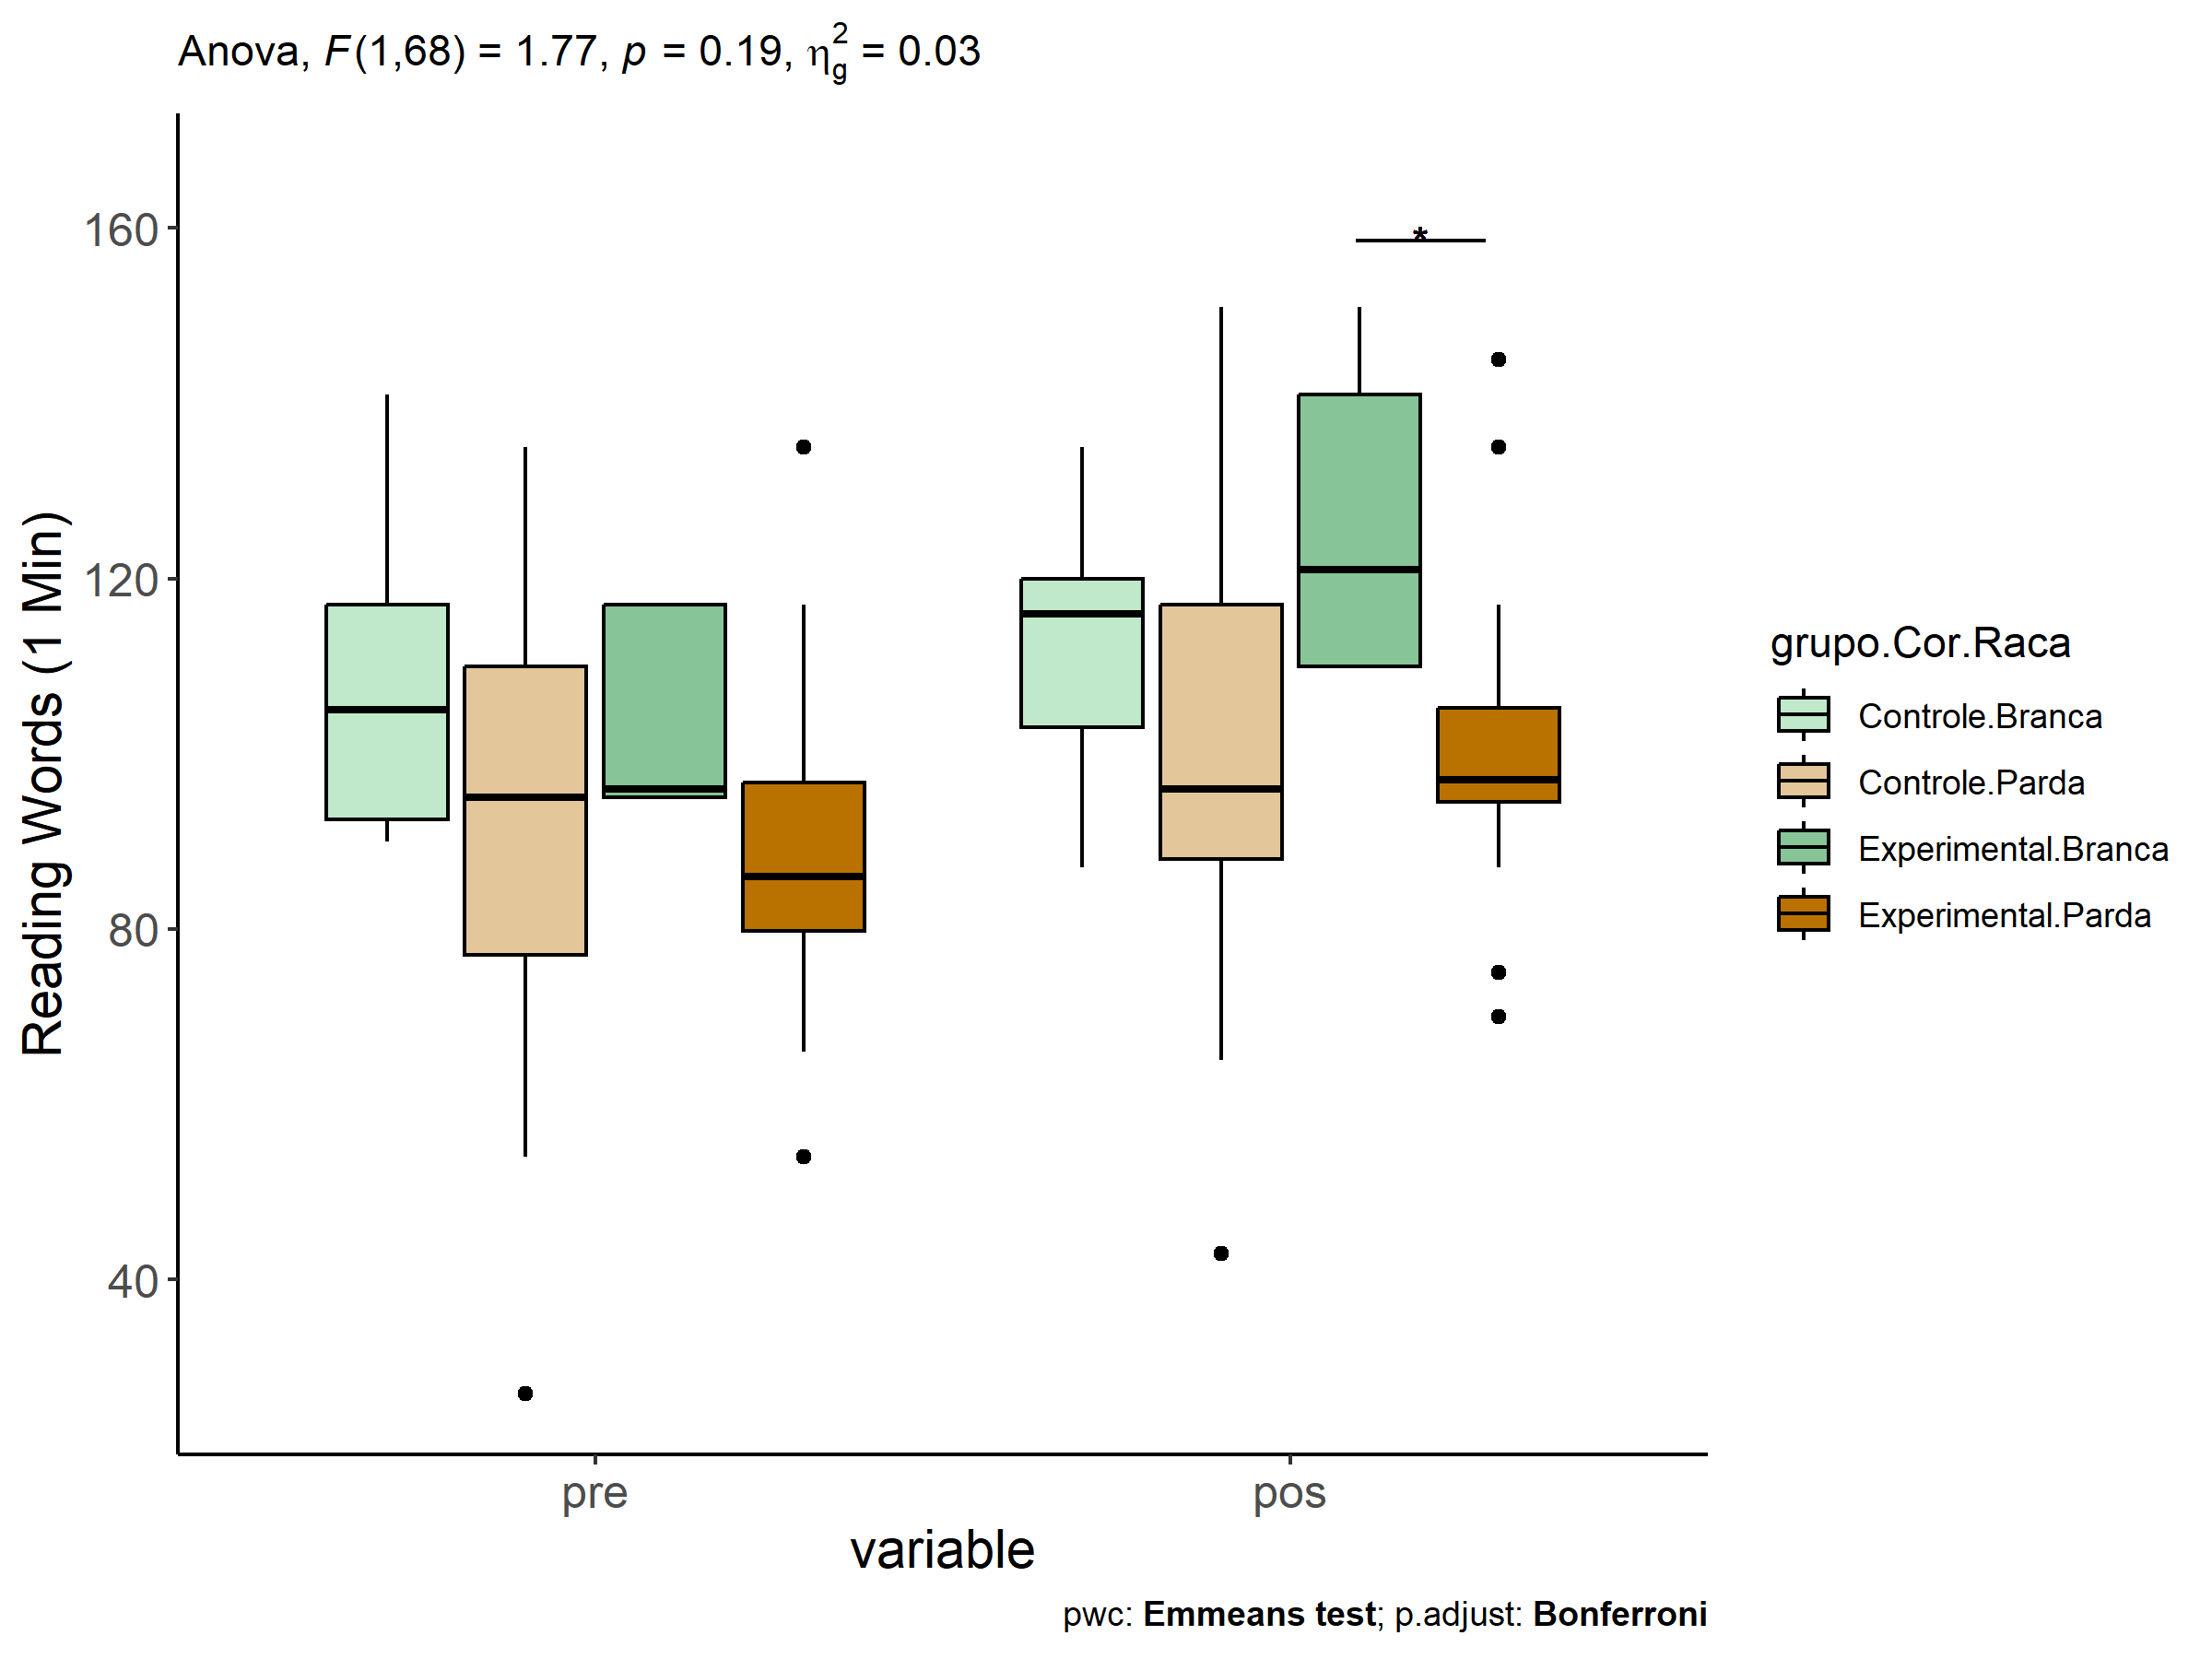 Anova, F(1,68) = 1.77, p = 0.19, η²g = 0.03
Reading Words (1 Min)
160
120
80
40
*
pre
pos
variable
grupo.Cor.Raca
Controle.Branca
Controle.Parda
Experimental.Branca
Experimental.Parda
pwc: Emmeans test; p.adjust: Bonferroni